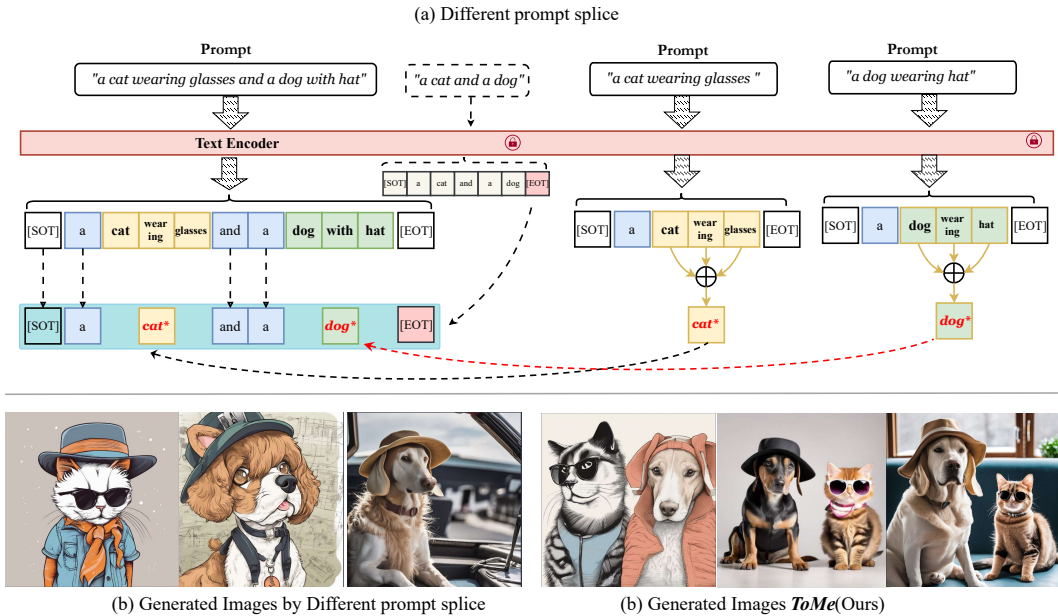 (a) Different prompt splice
Prompt
Prompt
Prompt
"a cat wearing glasses and a dog with hat"
"a cat and a dog"
"a cat wearing glasses "
"a dog wearing hat"
Text Encoder
[SOT] a cat and a dog [EOT]
[SOT] a cat wear ing glasses and a dog with hat [EOT]
[SOT] a cat wear ing glasses [EOT]
[SOT] a dog wear ing hat [EOT]
[SOT] a cat* and a dog* [EOT]
cat*
dog*
(b) Generated Images by Different prompt splice
(b) Generated Images ToMe(Ours)